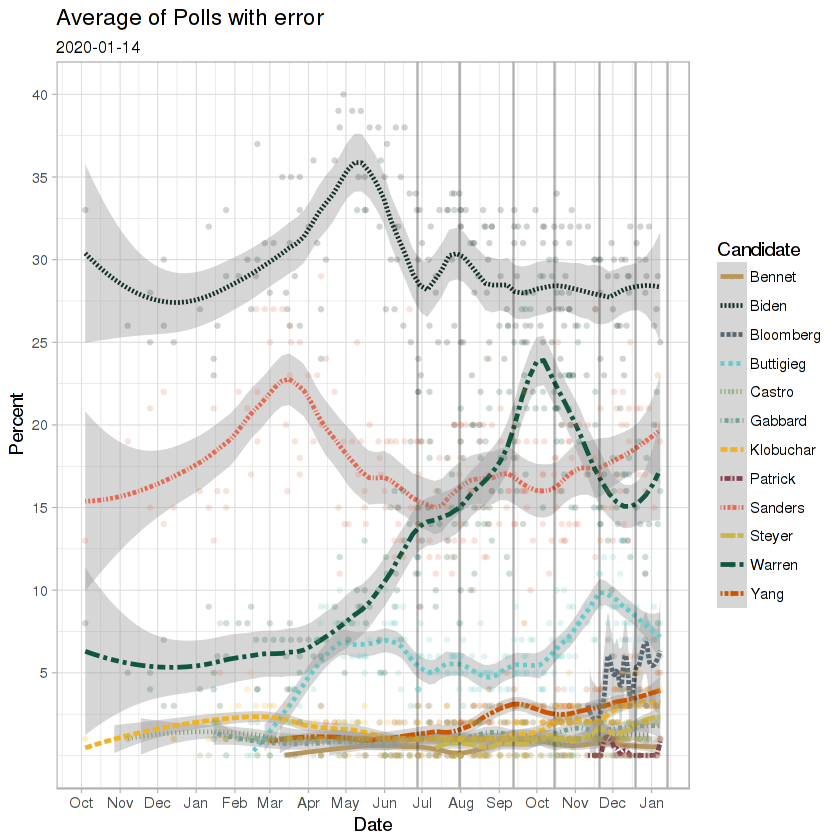 Average of Polls with error
2020-01-14
40
35
30
25
20
15
10
5
Percent
Oct Nov Dec Jan Feb Mar Apr May Jun Jul Aug Sep Oct Nov Dec Jan
Date
Candidate
Bennet
Biden
Bloomberg
Buttigieg
Castro
Gabbard
Klobuchar
Patrick
Sanders
Steyer
Warren
Yang